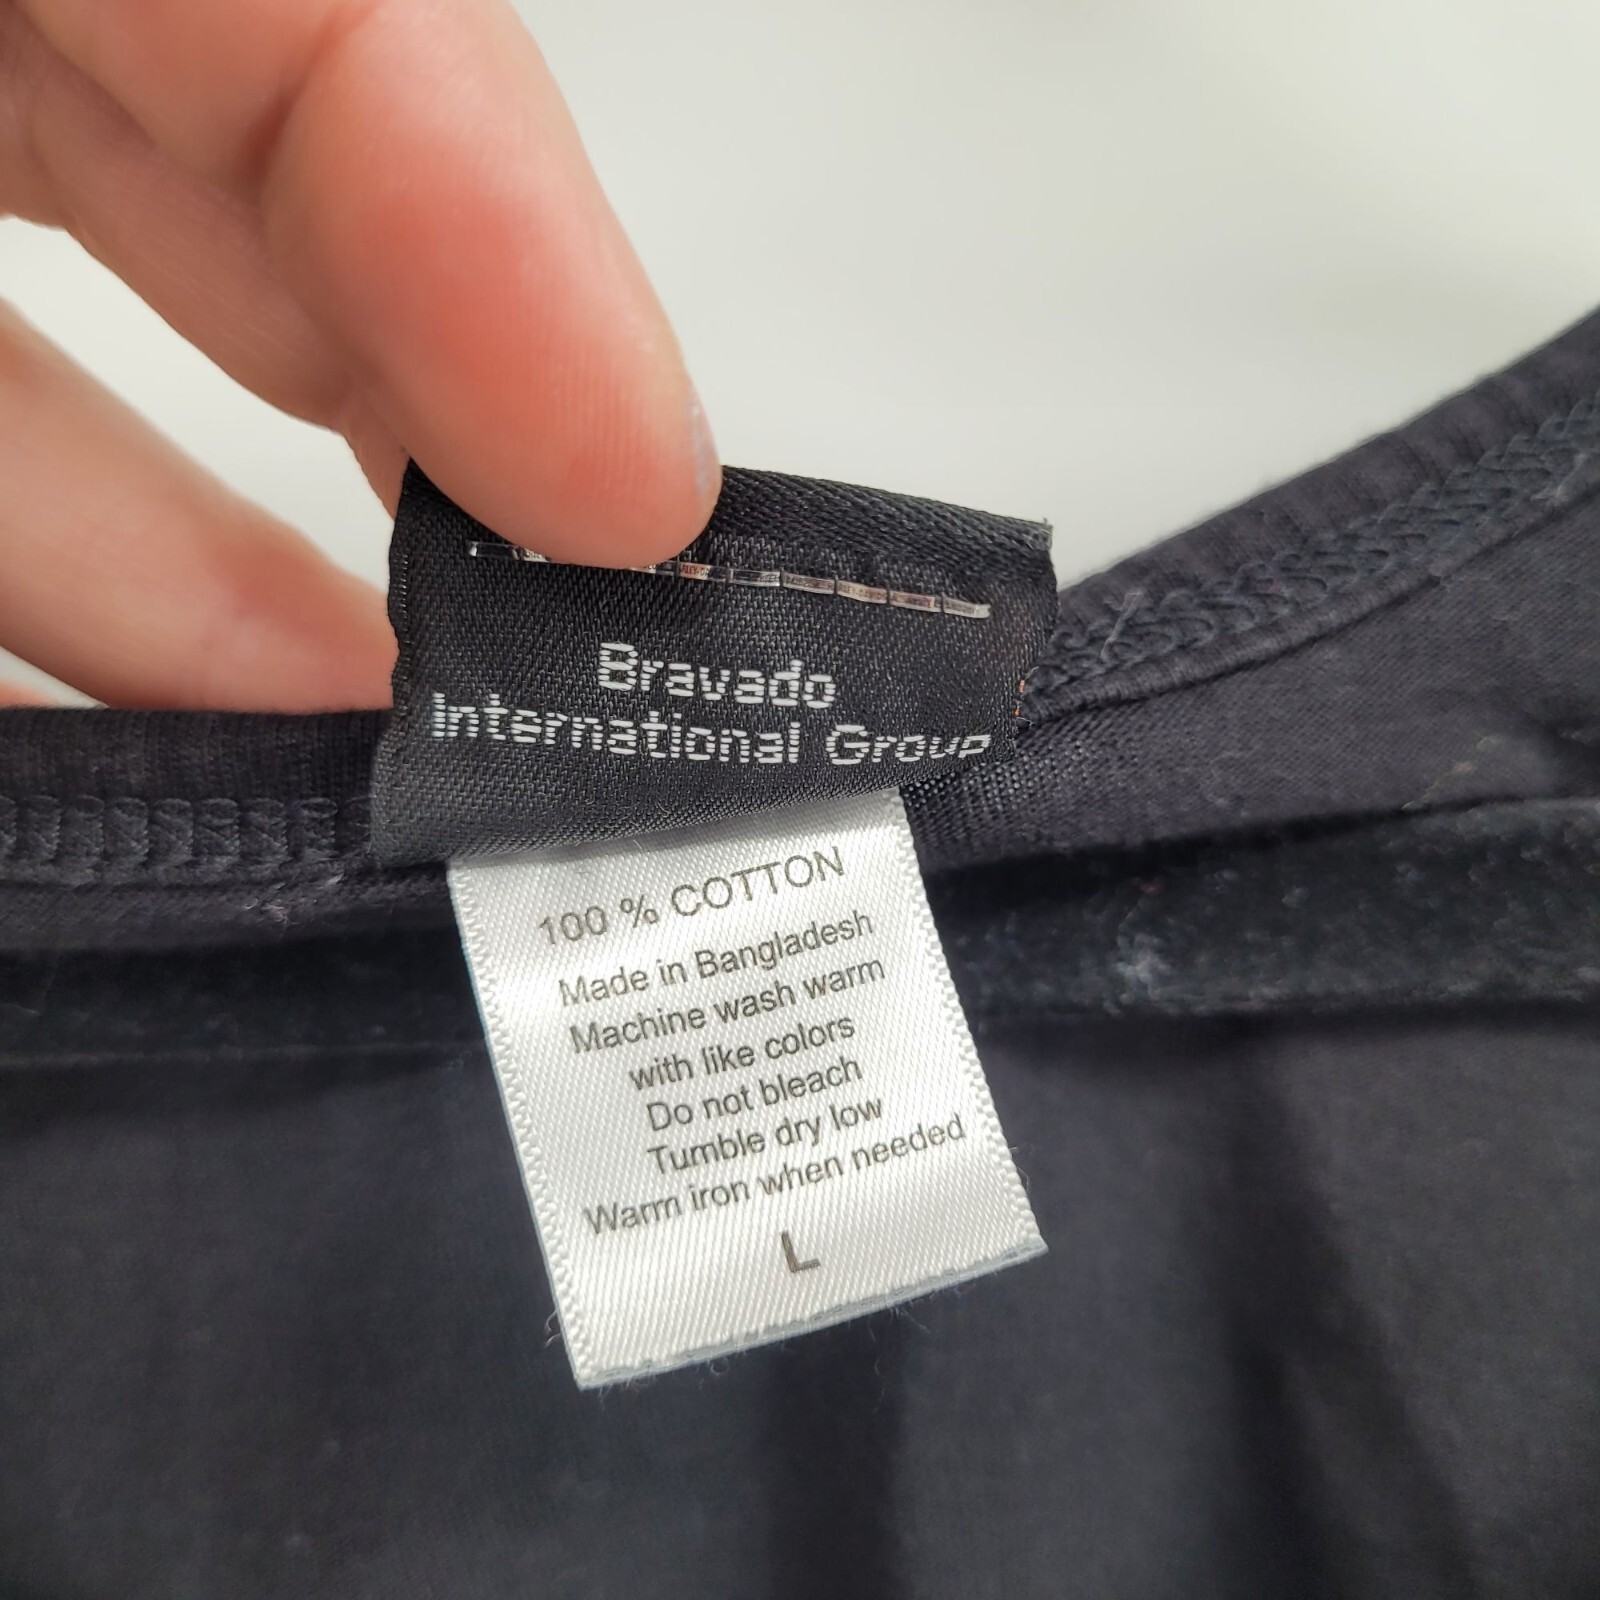 Bravado
International Group
100 % COTTON
Made in Bangladesh
Machine wash warm
with like colors
Do not bleach
Tumble dry low
Warm iron when needed
L